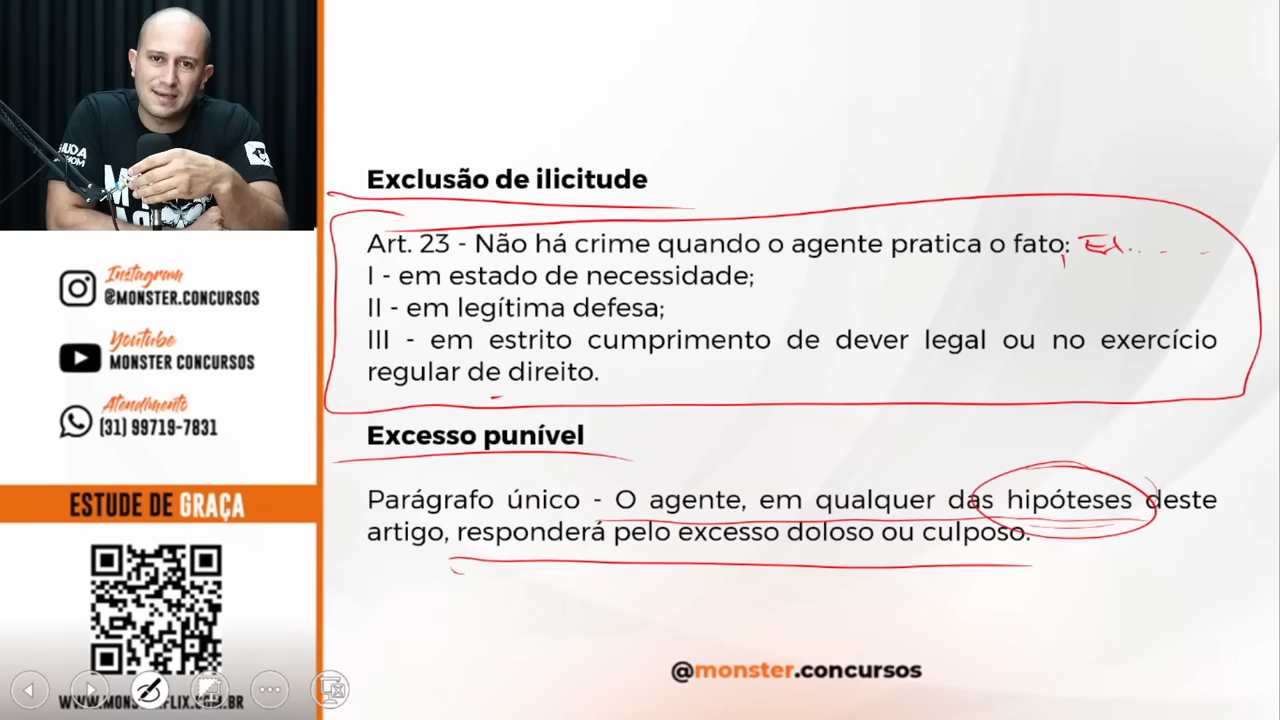 Exclusão de ilicitude
Art. 23 - Não há crime quando o agente pratica o fato:
I - em estado de necessidade;
II - em legítima defesa;
III - em estrito cumprimento de dever legal ou no exercício
regular de direito.
Excesso punível
Parágrafo único - O agente, em qualquer das hipóteses deste
artigo, responderá pelo excesso doloso ou culposo.
@monster.concursos
Instagram
@MONSTER.CONCURSOS
Youtube
MONSTER CONCURSOS
Atendimento
(31) 99719-7831
ESTUDE DE GRAÇA